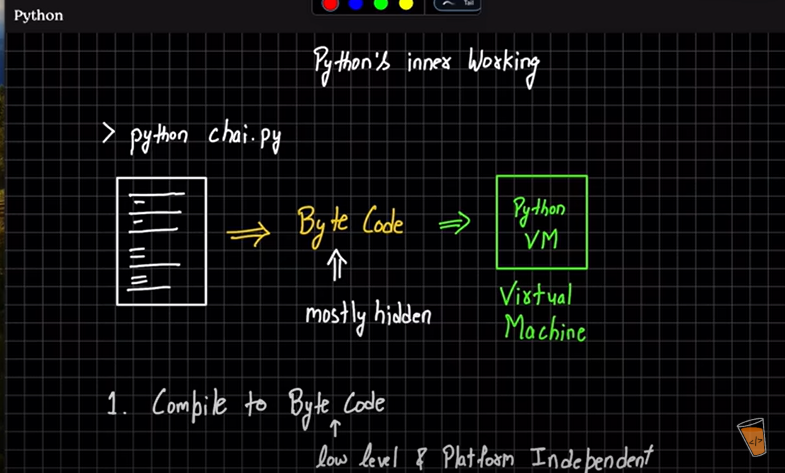 Python
Tail
Python's inner Working
> python chai.py
Byte Code
Python
VM
mostly hidden
Virtual
Machine
1. Compile to Byte Code
low level & Platform Independent
</>